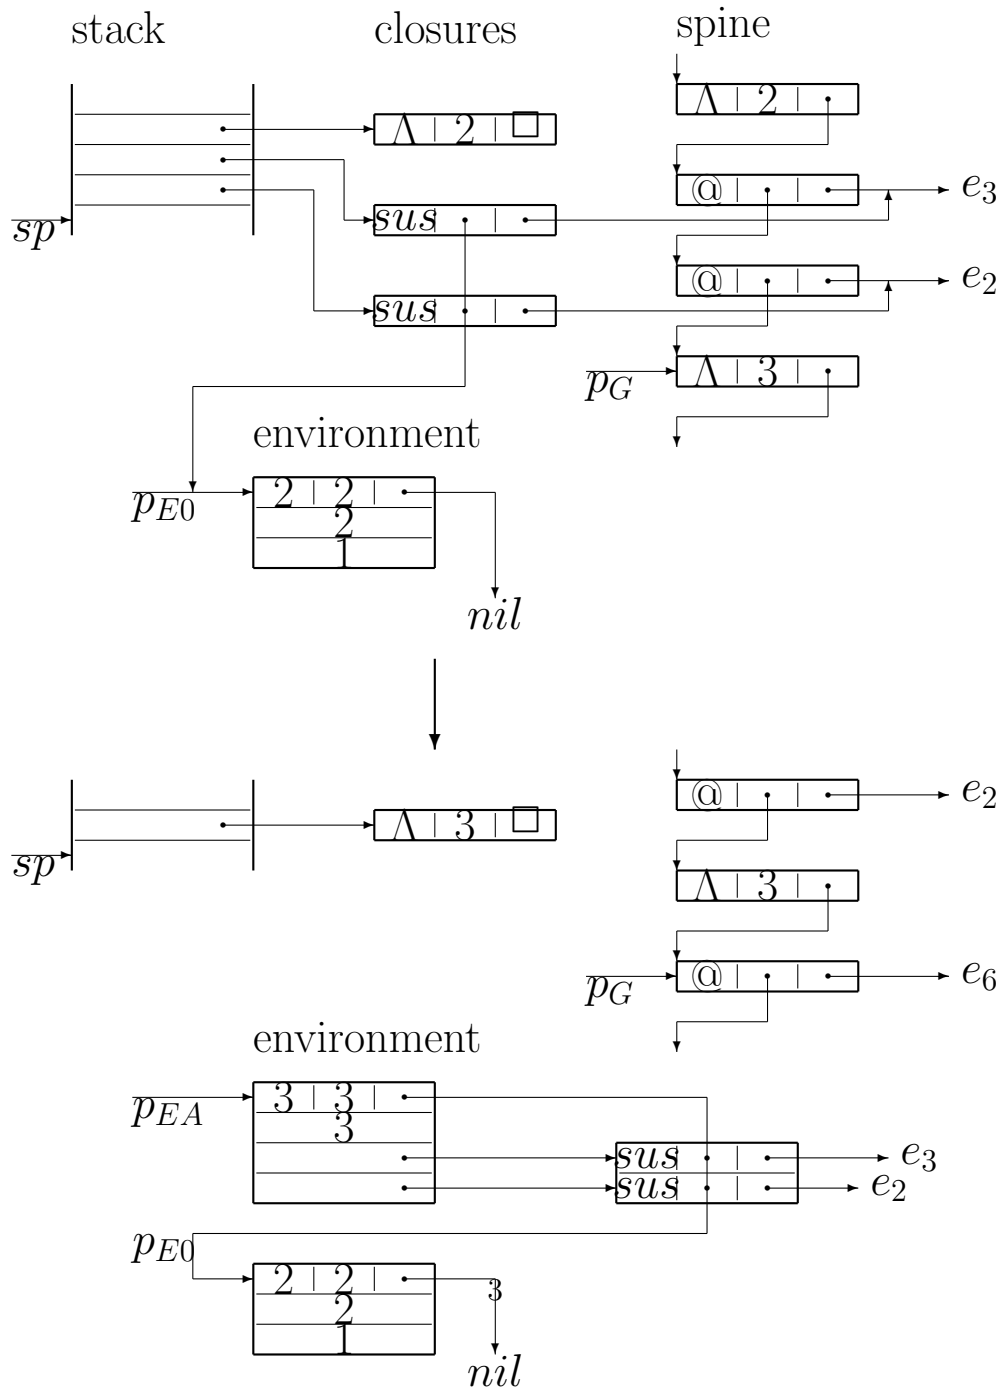 stack closures spine
Λ 2
Λ 2
@ e3
sp sus
@ e2
sus
pG Λ 3
environment
pE0 2 2
2
1
nil
@ e2
Λ 3
sp
Λ 3
pG @ e6
environment
pEA 3 3
3
sus e3
sus e2
pE0
2 2 3
2
1
nil